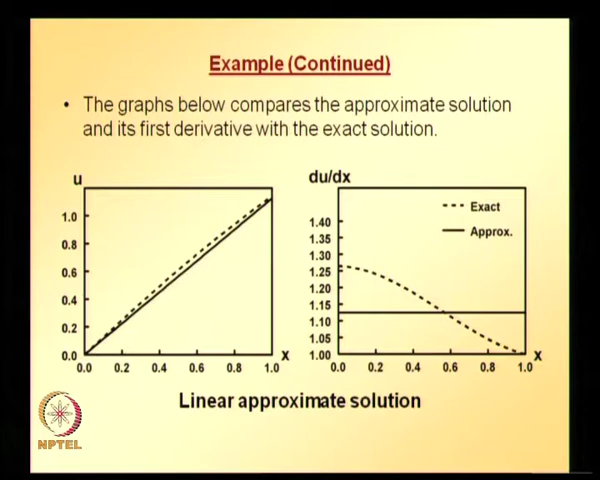 Example (Continued)
• The graphs below compares the approximate solution
and its first derivative with the exact solution.
u
1.0
0.8
0.6
0.4
0.2
0.0
0.0 0.2 0.4 0.6 0.8 1.0 x
du/dx
Exact
Approx.
1.40
1.35
1.30
1.25
1.20
1.15
1.10
1.05
1.00
0.0 0.2 0.4 0.6 0.8 1.0 x
Linear approximate solution
NPTEL